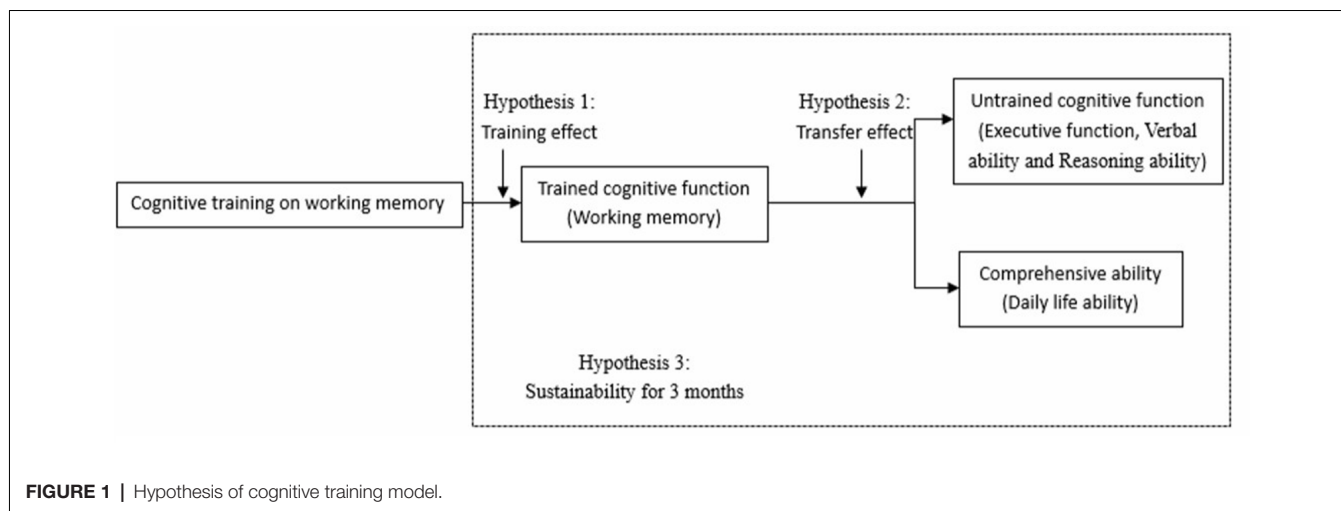 Hypothesis 1:
Training effect
Hypothesis 2:
Transfer effect
Untrained cognitive function
(Executive function, Verbal
ability and Reasoning ability)
Cognitive training on working memory
Trained cognitive function
(Working memory)
Comprehensive ability
(Daily life ability)
Hypothesis 3:
Sustainability for 3 months
FIGURE 1 | Hypothesis of cognitive training model.